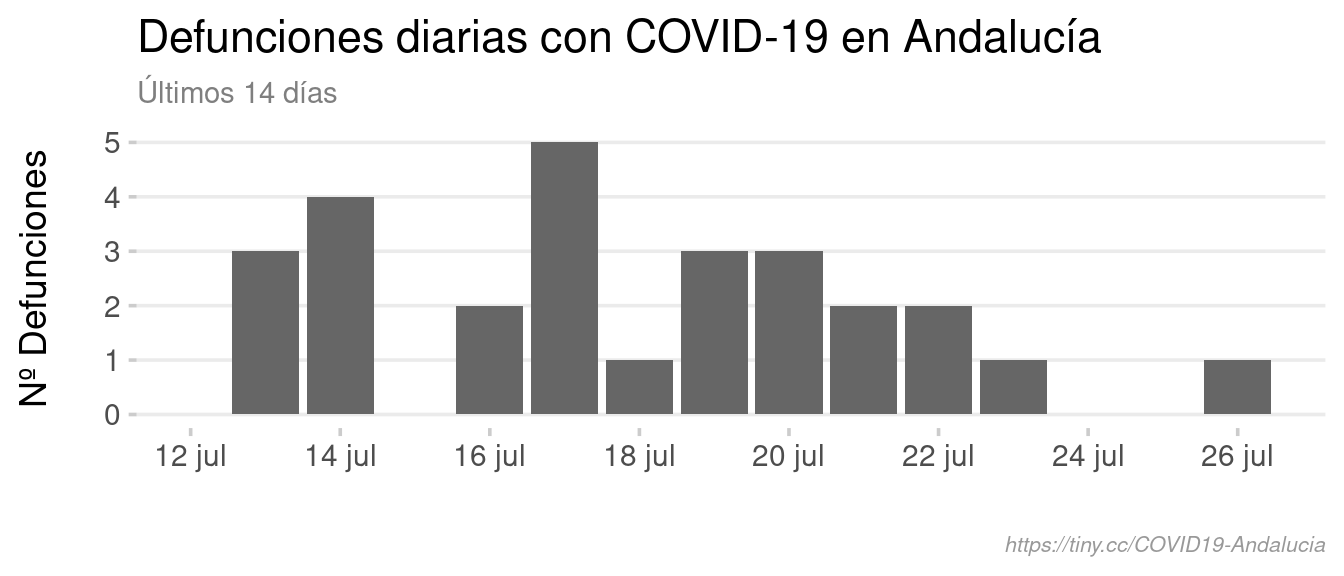 Defunciones diarias con COVID-19 en Andalucía
Últimos 14 días
Nº Defunciones
5
4
3
2
1
0
12 jul 14 jul 16 jul 18 jul 20 jul 22 jul 24 jul 26 jul
https://tiny.cc/COVID19-Andalucia